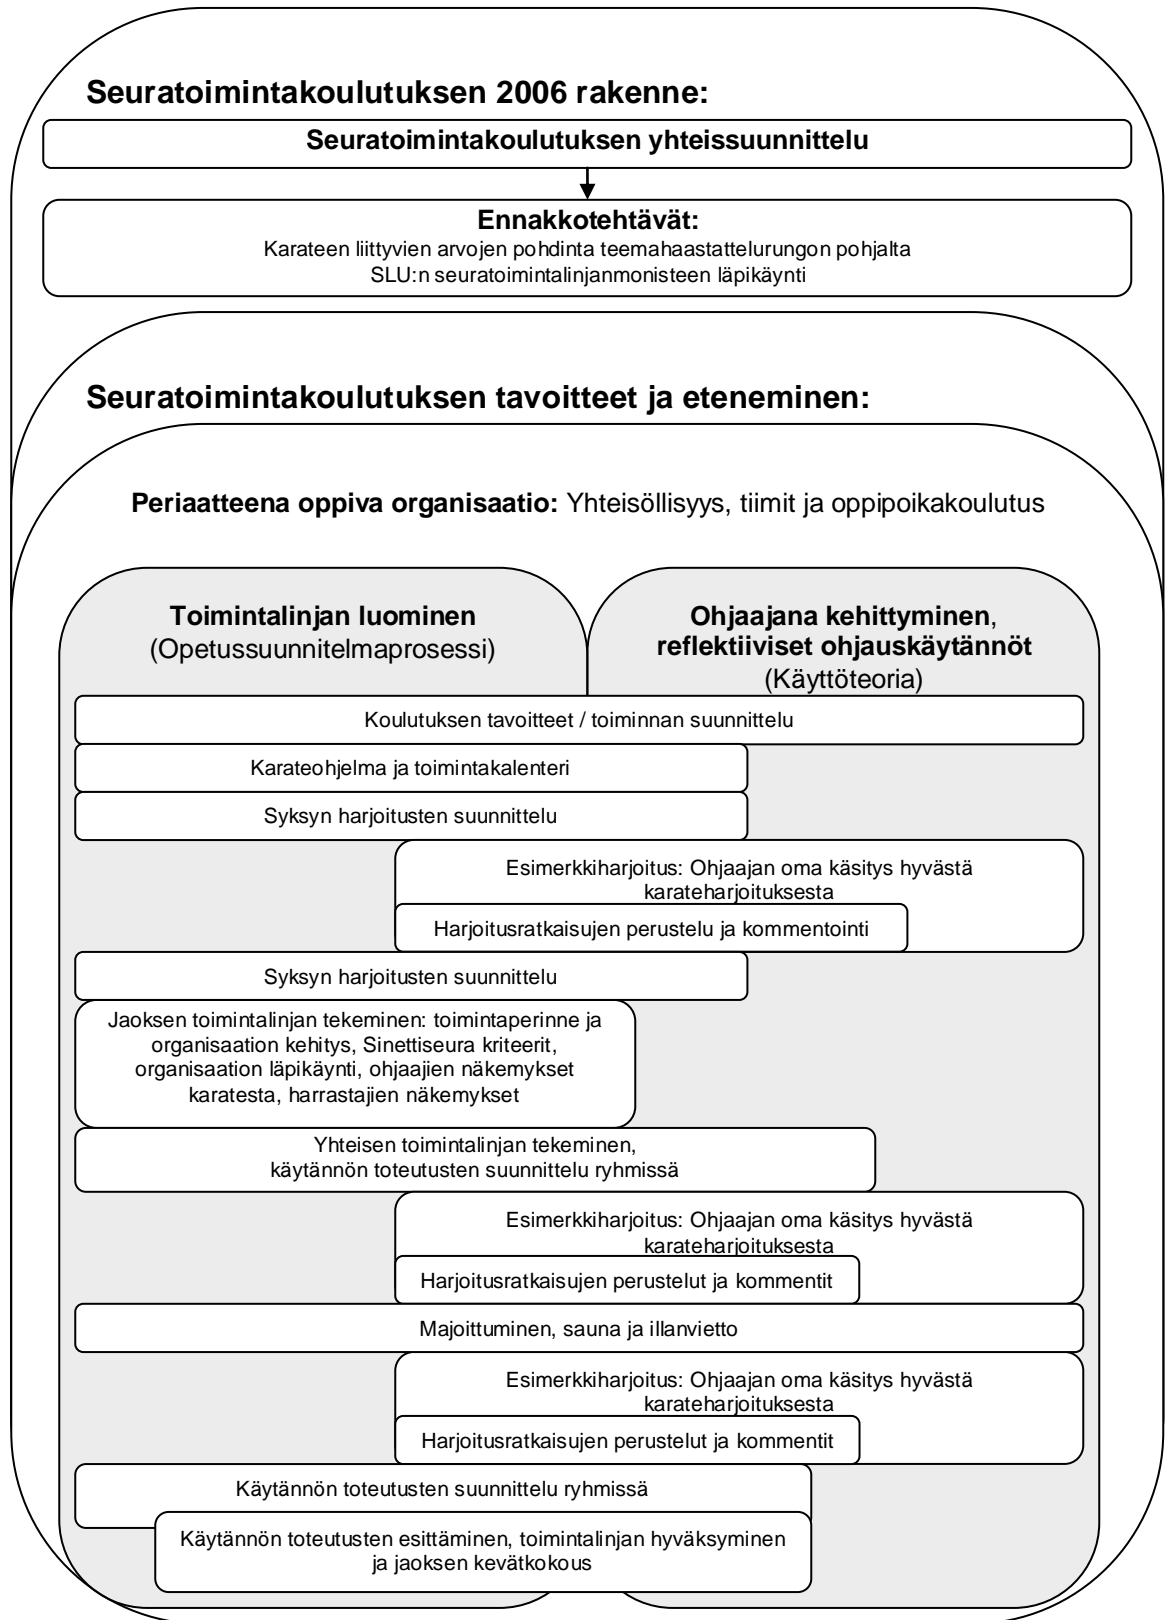 Seuratoimintakoulutuksen 2006 rakenne:
Seuratoimintakoulutuksen yhteissuunnittelu
Ennakkotehtävät:
Karateen liittyvien arvojen pohdinta teemahaastattelurungon pohjalta
SLU:n seuratoimintalinjanmonisteen läpikäynti
Seuratoimintakoulutuksen tavoitteet ja eteneminen:
Periaatteena oppiva organisaatio: Yhteisöllisyys, tiimit ja oppipoikakoulutus
Toimintalinjan luominen
(Opetussuunnitelmaprosessi)
Ohjaajana kehittyminen,
reflektiiviset ohjauskäytännöt
(Käyttöteoria)
Koulutuksen tavoitteet / toiminnan suunnittelu
Karateohjelma ja toimintakalenteri
Syksyn harjoitusten suunnittelu
Esimerkkiharjoitus: Ohjaajan oma käsitys hyvästä
karateharjoituksesta
Harjoitusratkaisujen perustelu ja kommentointi
Syksyn harjoitusten suunnittelu
Jaoksen toimintalinjan tekeminen: toimintaperinne ja
organisaation kehitys, Sinettiseura kriteerit,
organisaation läpikäynti, ohjaajien näkemykset
karatesta, harrastajien näkemykset
Yhteisen toimintalinjan tekeminen,
käytännön toteutusten suunnittelu ryhmissä
Esimerkkiharjoitus: Ohjaajan oma käsitys hyvästä
karateharjoituksesta
Harjoitusratkaisujen perustelut ja kommentit
Majoittuminen, sauna ja illanvietto
Esimerkkiharjoitus: Ohjaajan oma käsitys hyvästä
karateharjoituksesta
Harjoitusratkaisujen perustelut ja kommentit
Käytännön toteutusten suunnittelu ryhmissä
Käytännön toteutusten esittäminen, toimintalinjan hyväksyminen
ja jaoksen kevätkokous